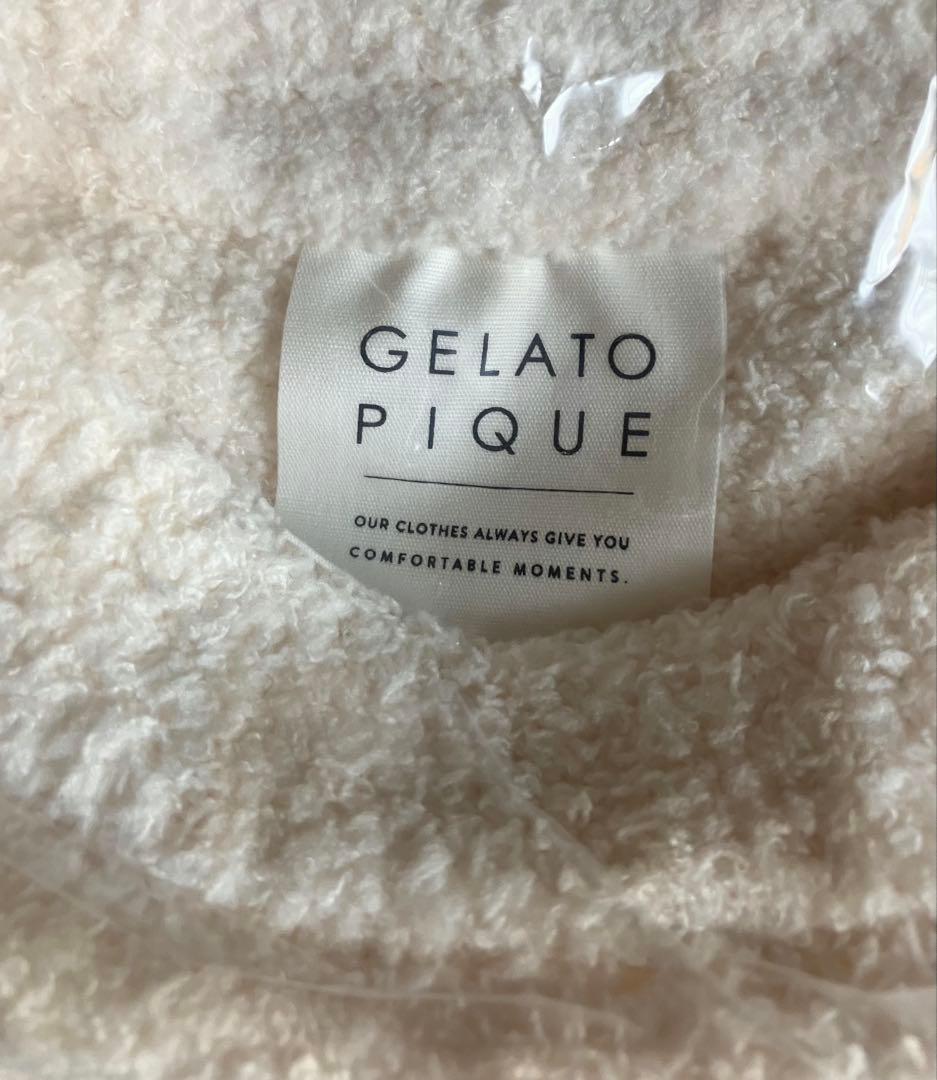 GELATO
PIQUE
OUR CLOTHES ALWAYS GIVE YOU
COMFORTABLE MOMENTS.